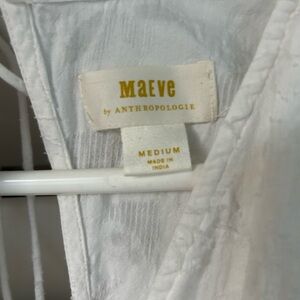 Maeve
by ANTHROPOLOGIE
MEDIUM
MADE IN
INDIA